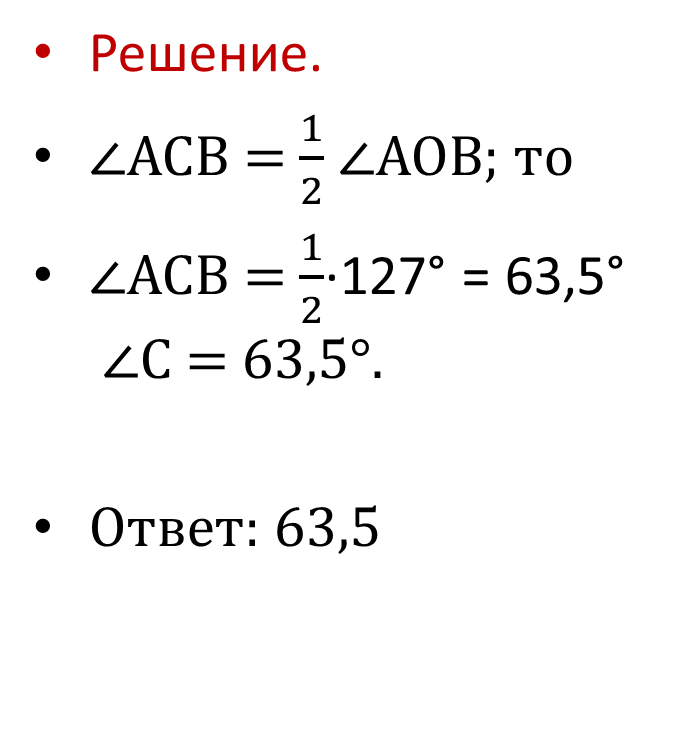 • Решение.
• ∠ACB = 1/2 ∠AOB; то
• ∠ACB = 1/2·127° = 63,5°
∠C = 63,5°.
• Ответ: 63,5